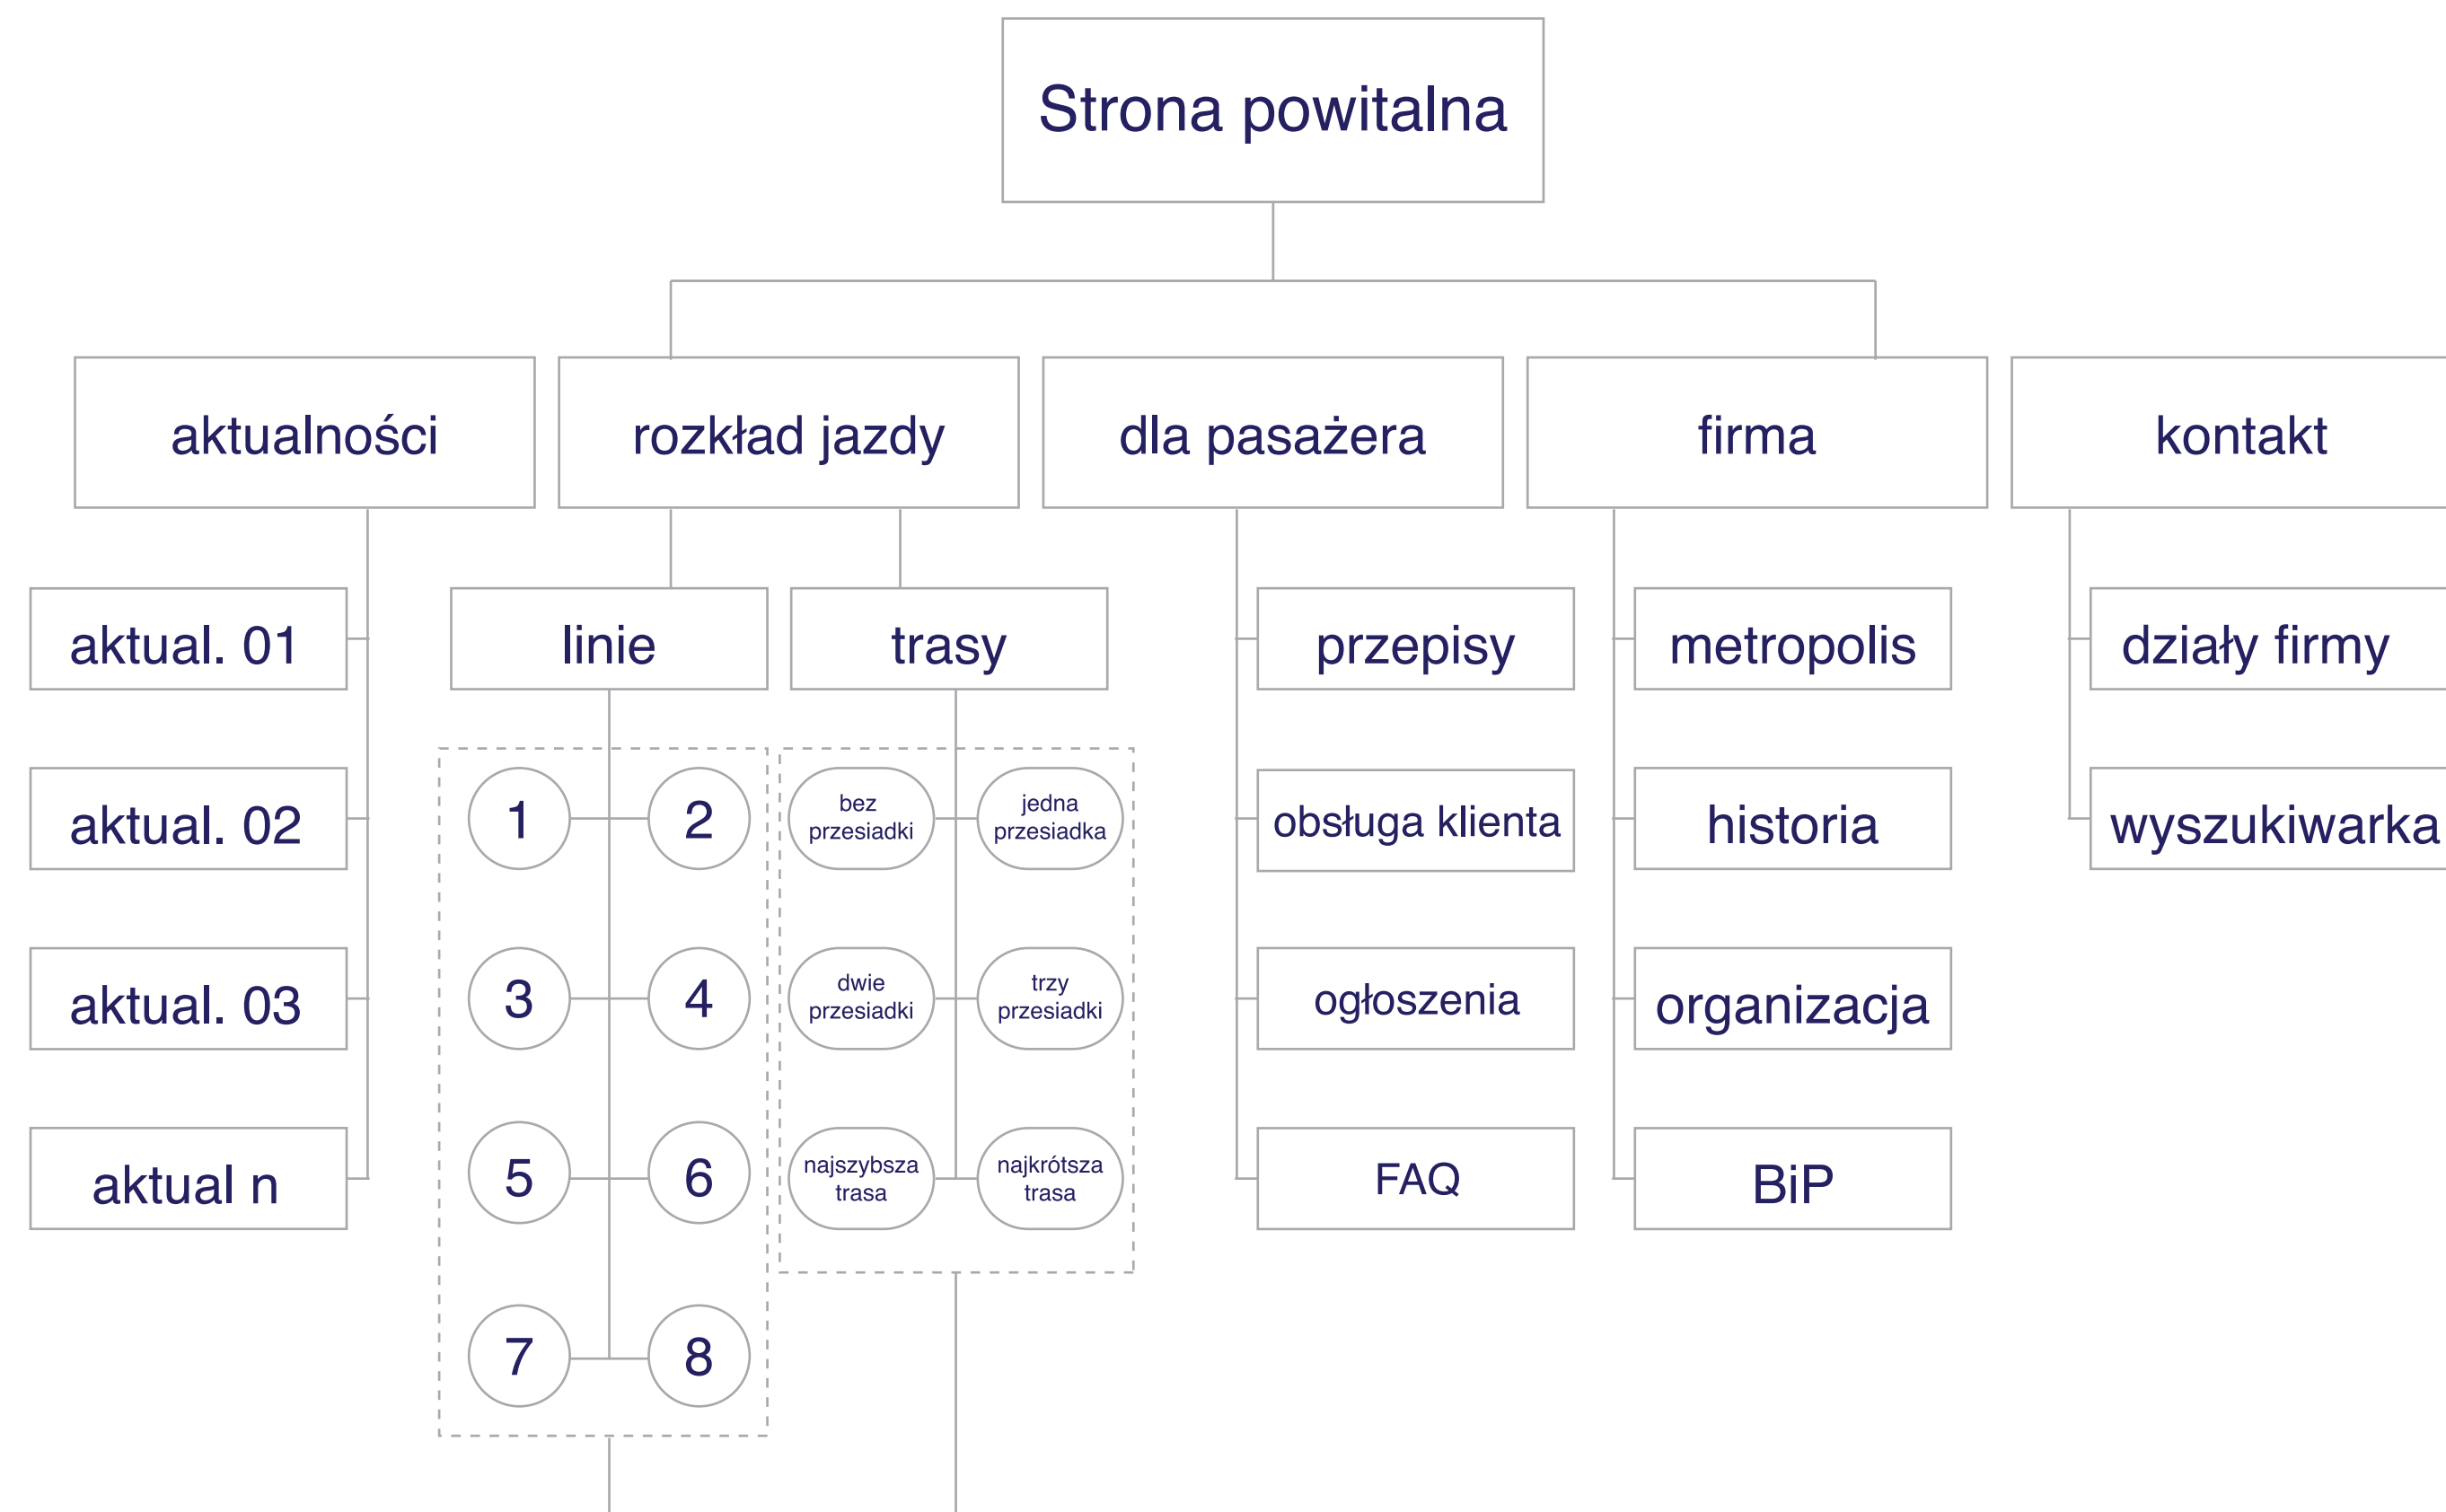 Strona powitalna
aktualności
rozkład jazdy
dla pasażera
firma
kontakt
aktual. 01
linie
trasy
przepisy
metropolis
działy firmy
aktual. 02
1
2
bez
przesiadki
jedna
przesiadka
obsługa klienta
historia
wyszukiwarka
aktual. 03
3
4
dwie
przesiadki
trzy
przesiadki
ogłoszenia
organizacja
aktual n
5
6
najszybsza
trasa
najkrótsza
trasa
FAQ
BiP
7
8